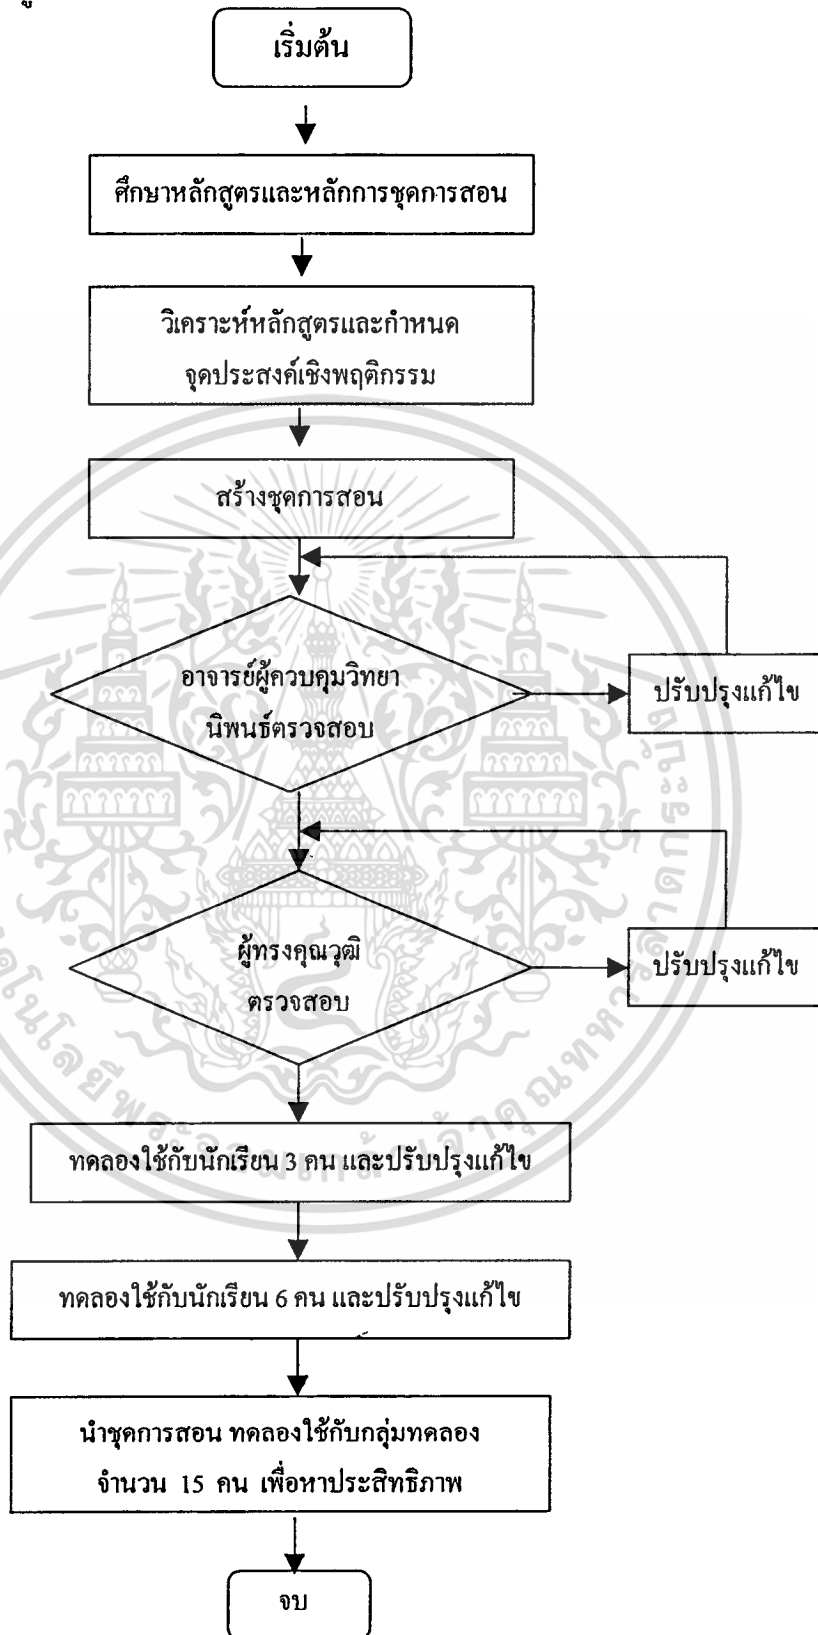 เริ่มต้น
ศึกษาหลักสูตรและหลักการชุดการสอน
วิเคราะห์หลักสูตรและกำหนด
จุดประสงค์เชิงพฤติกรรม
สร้างชุดการสอน
อาจารย์ผู้ควบคุมวิทยา
นิพนธ์ตรวจสอบ
ปรับปรุงแก้ไข
ผู้ทรงคุณวุฒิ
ตรวจสอบ
ปรับปรุงแก้ไข
ทดลองใช้กับนักเรียน 3 คน และปรับปรุงแก้ไข
ทดลองใช้กับนักเรียน 6 คน และปรับปรุงแก้ไข
นำชุดการสอน ทดลองใช้กับกลุ่มทดลอง
จำนวน 15 คน เพื่อหาประสิทธิภาพ
จบ